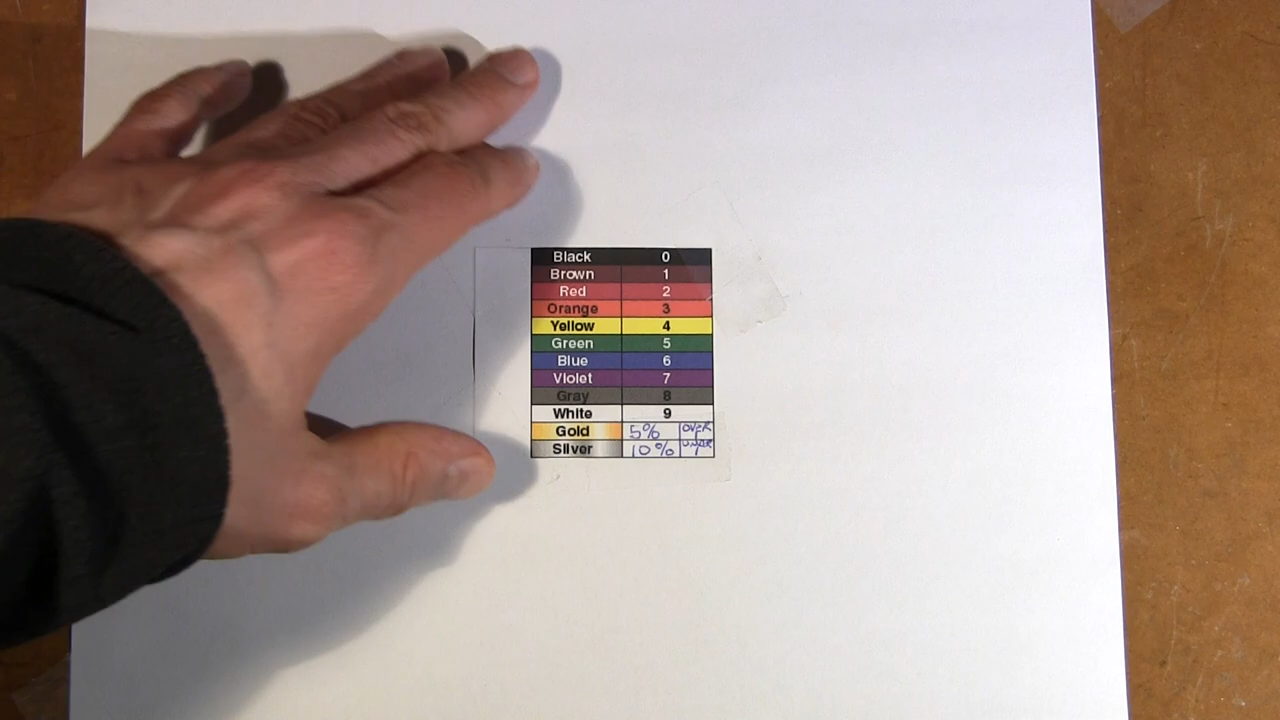 Black 0
Brown 1
Red 2
Orange 3
Yellow 4
Green 5
Blue 6
Violet 7
Gray 8
White 9
Gold 5% OVER
Silver 10%